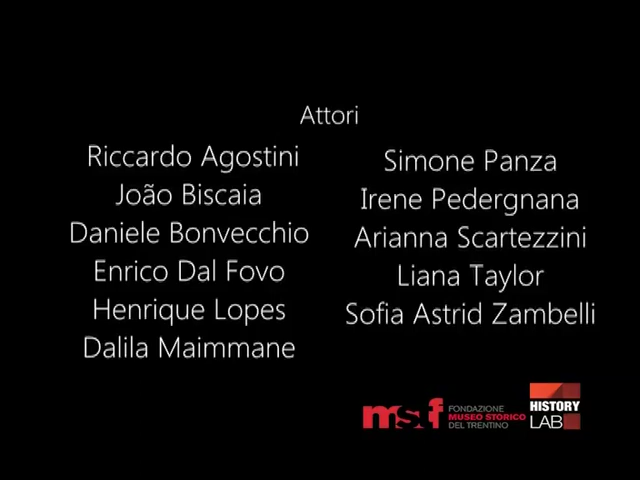 Attori
Riccardo Agostini
João Biscaia
Daniele Bonvecchio
Enrico Dal Fovo
Henrique Lopes
Dalila Maimmane
Simone Panza
Irene Pedergnana
Arianna Scartezzini
Liana Taylor
Sofia Astrid Zambelli
msf
FONDAZIONE
MUSEO STORICO
DEL TRENTINO
HISTORY
LAB